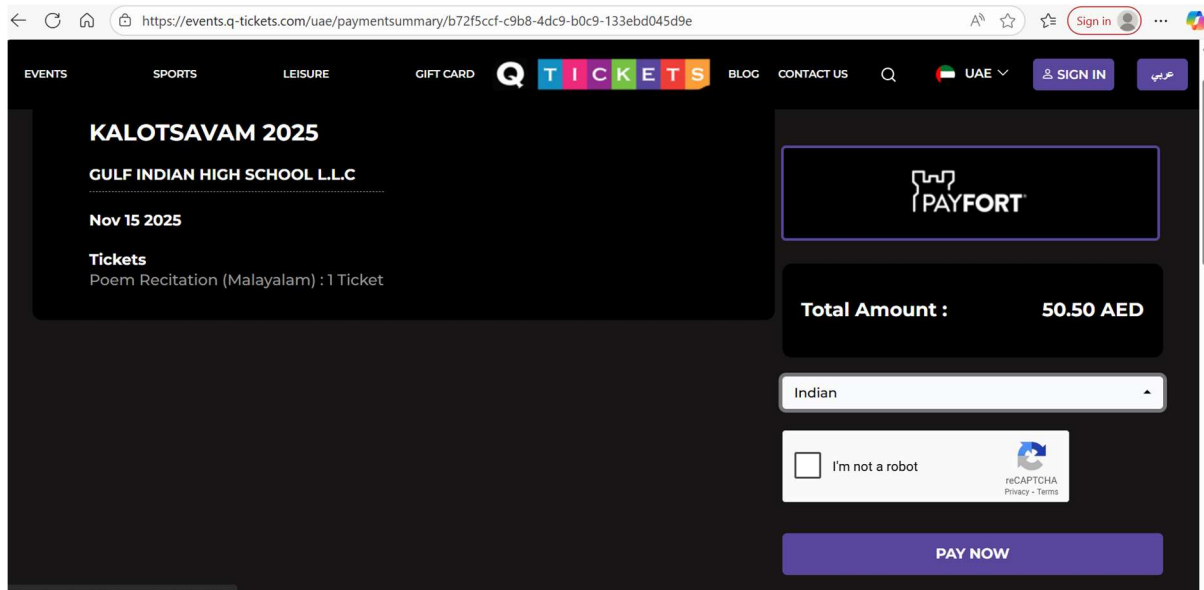 https://events.q-tickets.com/uae/paymentsummary/b72f5ccf-c9b8-4dc9-b0c9-133ebd045d9e
Sign in
EVENTS SPORTS LEISURE GIFT CARD Q TICKETS BLOG CONTACT US UAE SIGN IN عربي
KALOTSAVAM 2025
GULF INDIAN HIGH SCHOOL L.L.C
Nov 15 2025
Tickets
Poem Recitation (Malayalam) : 1 Ticket
PAYFORT
Total Amount : 50.50 AED
Indian
I'm not a robot
reCAPTCHA
Privacy - Terms
PAY NOW